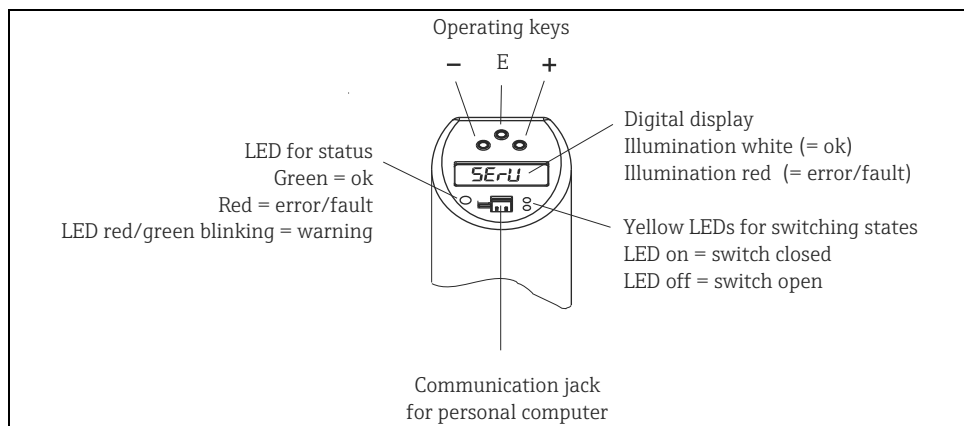 Operating keys
− E +
Digital display
Illumination white (= ok)
Illumination red (= error/fault)
LED for status
Green = ok
Red = error/fault
LED red/green blinking = warning
SErU
Yellow LEDs for switching states
LED on = switch closed
LED off = switch open
Communication jack
for personal computer